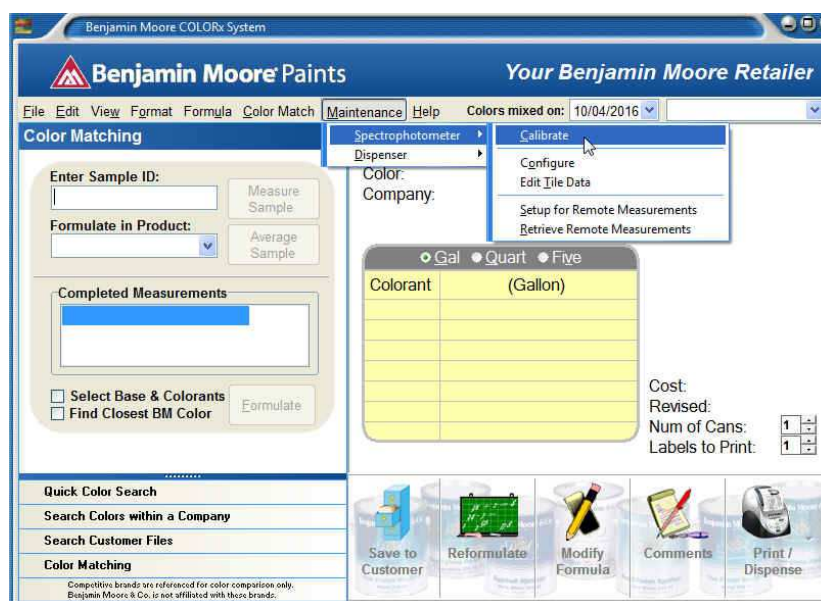 Benjamin Moore COLORx System
Benjamin Moore Paints
Your Benjamin Moore Retailer
File Edit View Format Formula Color Match Maintenance Help Colors mixed on: 10/04/2016
Color Matching
Spectrophotometer
Dispenser
Calibrate
Configure
Edit Tile Data
Setup for Remote Measurements
Retrieve Remote Measurements
Enter Sample ID:
Measure Sample
Formulate in Product:
Average Sample
Completed Measurements
Select Base & Colorants
Find Closest BM Color
Formulate
Color:
Company:
Gal Quart Five
Colorant (Gallon)
Cost:
Revised:
Num of Cans: 1
Labels to Print: 1
Quick Color Search
Search Colors within a Company
Search Customer Files
Color Matching
Competitive brands are referenced for color comparison only.
Benjamin Moore & Co. is not affiliated with these brands.
Save to Customer
Reformulate
Modify Formula
Comments
Print / Dispense